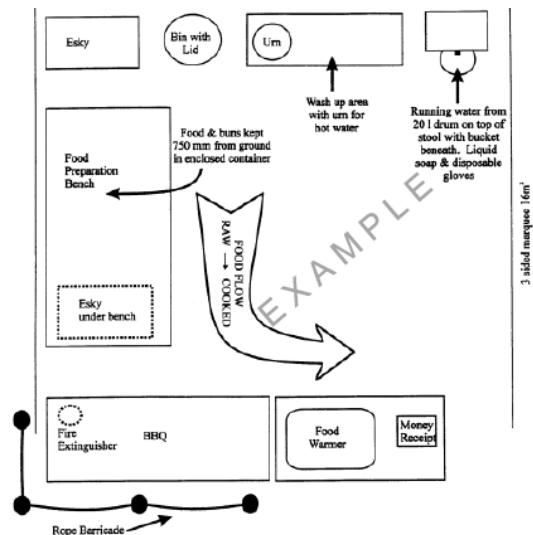 Esky
Bin with
Lid
Urn
Wash up area
with urn for
hot water
Running water from
20 l drum on top of
stool with bucket
beneath. Liquid
soap & disposable
gloves
Food & buns kept
750 mm from ground
in enclosed container
Food
Preparation
Bench
FOOD FLOW
RAW → COOKED
EXAMPLE
3 sided marquee 16m²
Esky
under bench
Fire
Extinguisher
BBQ
Food
Warmer
Money
Receipt
Rope Barricade